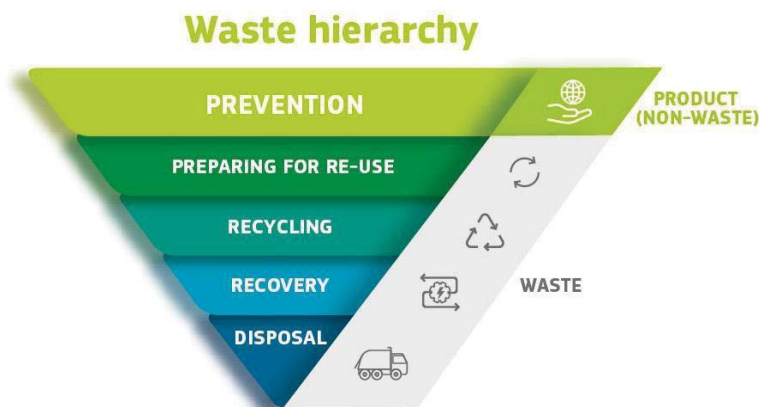 Waste hierarchy
PREVENTION
PRODUCT
(NON-WASTE)
PREPARING FOR RE-USE
RECYCLING
RECOVERY
WASTE
DISPOSAL